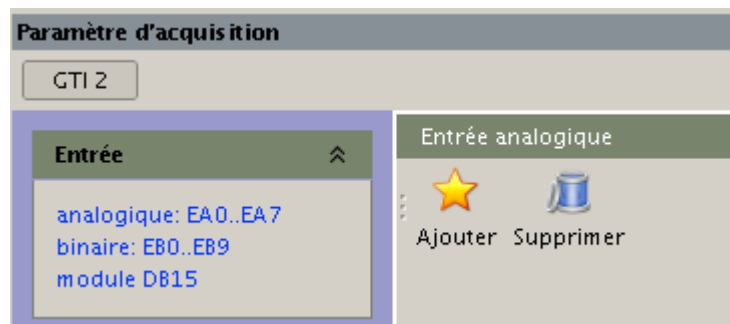 Paramètre d'acquisition
GTI 2
Entrée
analogique: EA0..EA7
binaire: EB0..EB9
module DB15
Entrée analogique
Ajouter Supprimer